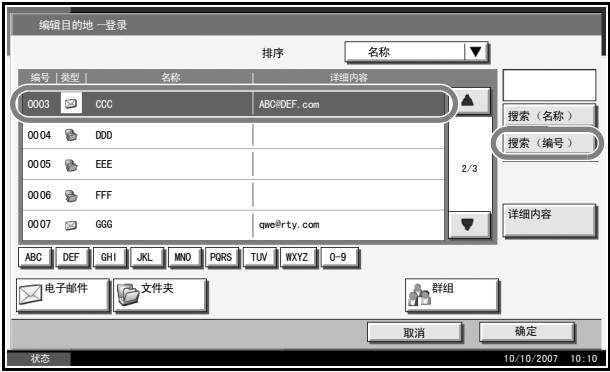 编辑目的地 －登录
排序 名称
编号 类型 名称 详细内容
0003 CCC ABC@DEF.com
0004 DDD
0005 EEE
0006 FFF
0007 GGG qwe@rty.com
2/3
搜索（名称）
搜索（编号）
详细内容
ABC DEF GHI JKL MNO PQRS TUV WXYZ 0-9
电子邮件 文件夹 群组
取消 确定
状态 10/10/2007 10:10